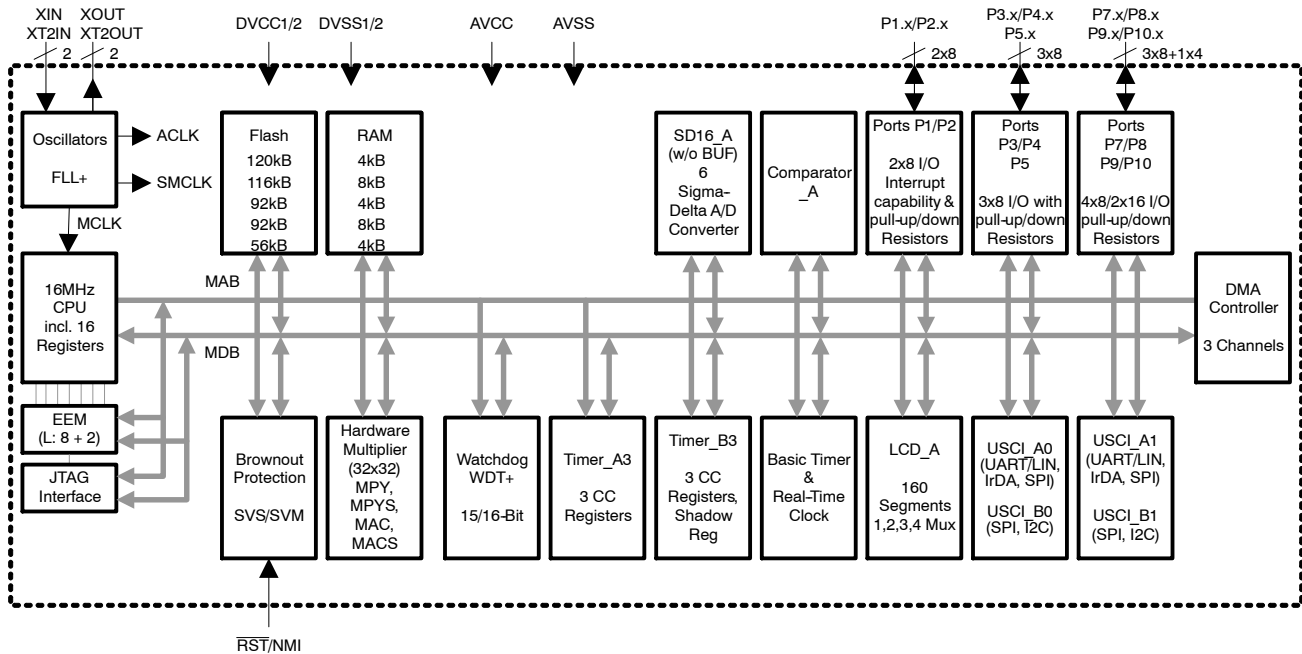 XIN
XT2IN
XOUT
XT2OUT
2
2
DVCC1/2
DVSS1/2
AVCC
AVSS
P1.x/P2.x
2x8
P3.x/P4.x
P5.x
3x8
P7.x/P8.x
P9.x/P10.x
3x8+1x4
Oscillators
FLL+
ACLK
SMCLK
MCLK
Flash
120kB
116kB
92kB
92kB
56kB
RAM
4kB
8kB
4kB
8kB
4kB
SD16_A
(w/o BUF)
6
Sigma-
Delta A/D
Converter
Comparator
_A
Ports P1/P2
2x8 I/O
Interrupt
capability &
pull-up/down
Resistors
Ports
P3/P4
P5
3x8 I/O with
pull-up/down
Resistors
Ports
P7/P8
P9/P10
4x8/2x16 I/O
pull-up/down
Resistors
16MHz
CPU
incl. 16
Registers
MAB
MDB
DMA
Controller
3 Channels
EEM
(L: 8 + 2)
JTAG
Interface
Brownout
Protection
SVS/SVM
Hardware
Multiplier
(32x32)
MPY,
MPYS,
MAC,
MACS
Watchdog
WDT+
15/16-Bit
Timer_A3
3 CC
Registers
Timer_B3
3 CC
Registers,
Shadow
Reg
Basic Timer
&
Real-Time
Clock
LCD_A
160
Segments
1,2,3,4 Mux
USCI_A0
(UART/LIN,
IrDA, SPI)
USCI_B0
(SPI, I2C)
USCI_A1
(UART/LIN,
IrDA, SPI)
USCI_B1
(SPI, I2C)
RST/NMI